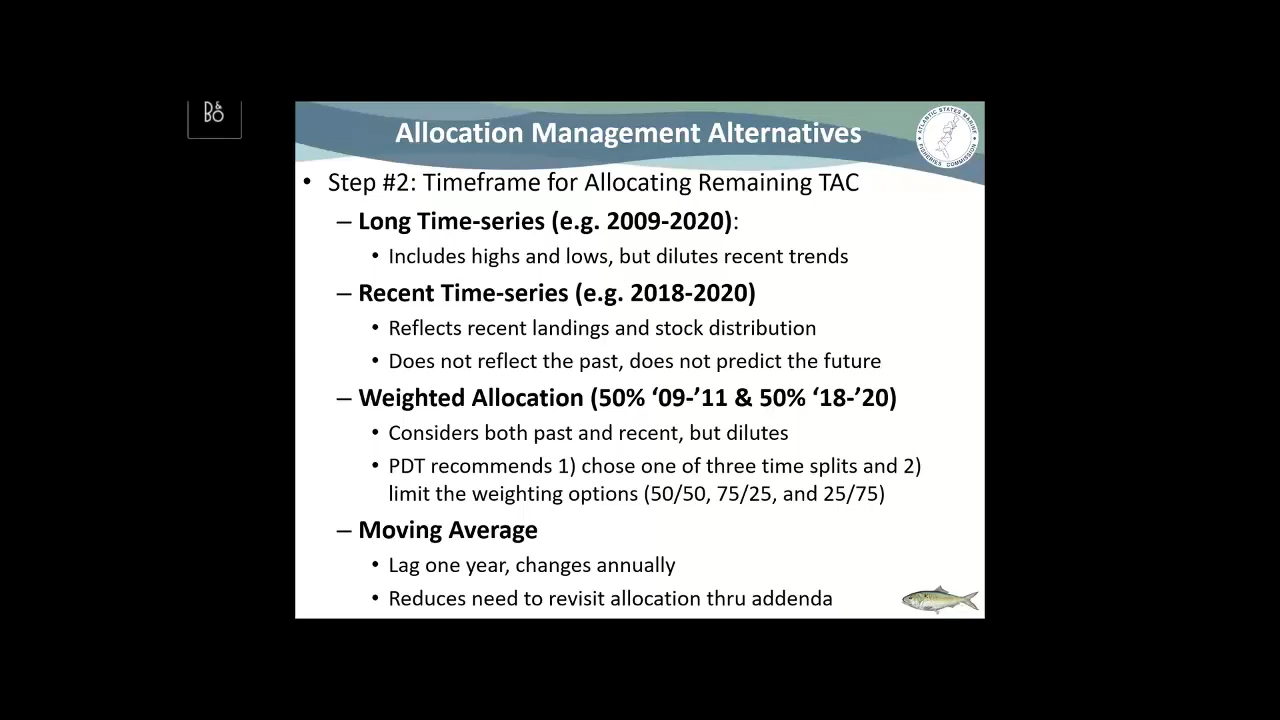 B&O
Allocation Management Alternatives
ATLANTIC STATES MARINE
FISHERIES COMMISSION
• Step #2: Timeframe for Allocating Remaining TAC
– Long Time-series (e.g. 2009-2020):
• Includes highs and lows, but dilutes recent trends
– Recent Time-series (e.g. 2018-2020)
• Reflects recent landings and stock distribution
• Does not reflect the past, does not predict the future
– Weighted Allocation (50% ‘09-’11 & 50% ‘18-’20)
• Considers both past and recent, but dilutes
• PDT recommends 1) chose one of three time splits and 2)
limit the weighting options (50/50, 75/25, and 25/75)
– Moving Average
• Lag one year, changes annually
• Reduces need to revisit allocation thru addenda